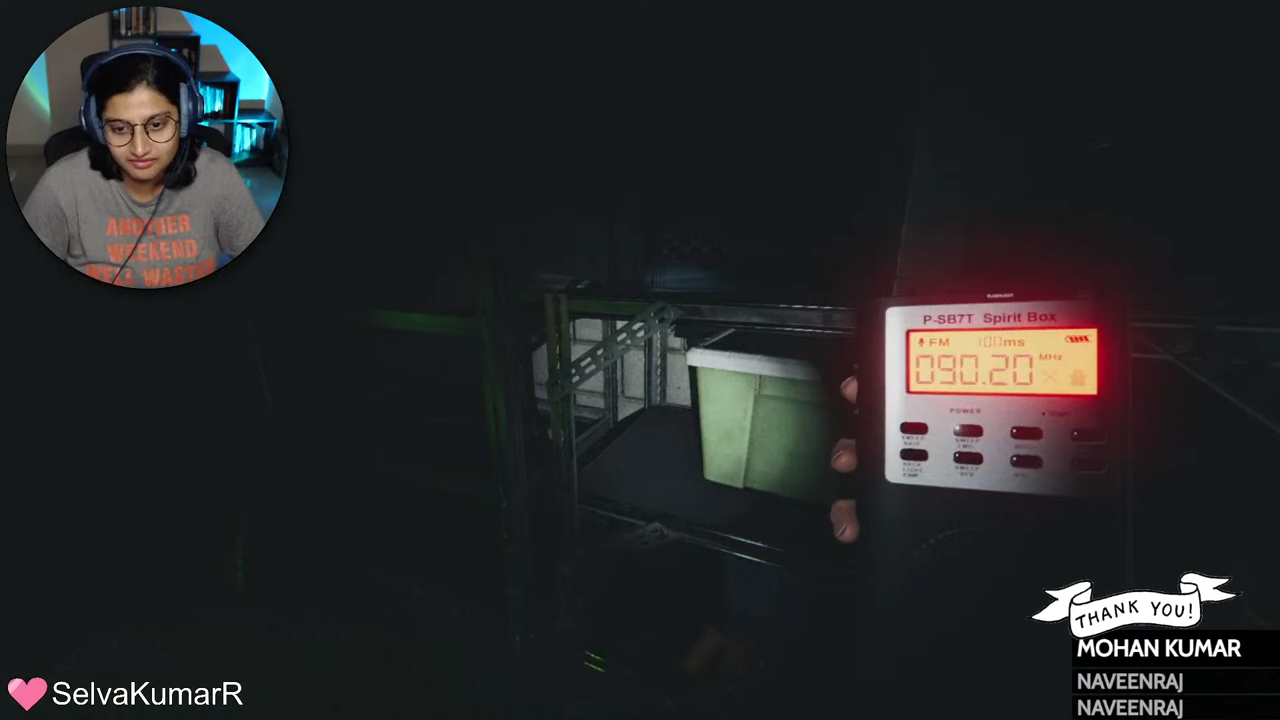 ANOTHER
WEEKEND
WELL WASTED
P-SB7T Spirit Box
FM 100ms
090.20 MHz
POWER
THANK YOU!
MOHAN KUMAR
NAVEENRAJ
NAVEENRAJ
SelvaKumarR